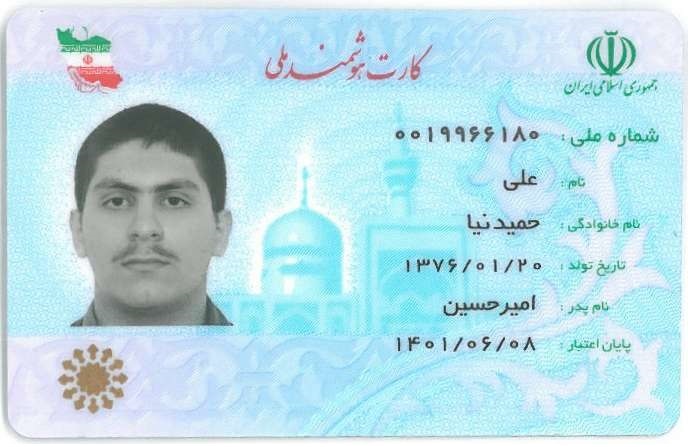 کارت هوشمند ملی
جمهوری اسلامی ایران
شماره ملی : ۰۰۱۹۹۶۶۱۸۰
نام : علی
نام خانوادگی : حمیدنیا
تاریخ تولد : ۱۳۷۶/۰۱/۲۰
نام پدر : امیرحسین
پایان اعتبار : ۱۴۰۱/۰۶/۰۸